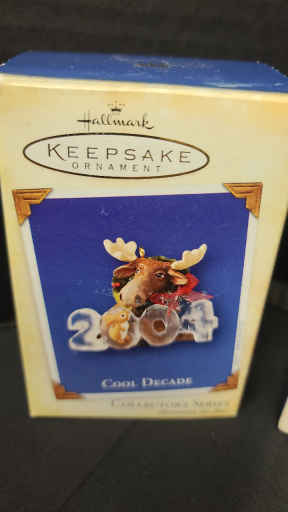 Hallmark
KEEPSAKE
ORNAMENT
2004
COOL DECADE
COLLECTOR'S SERIES